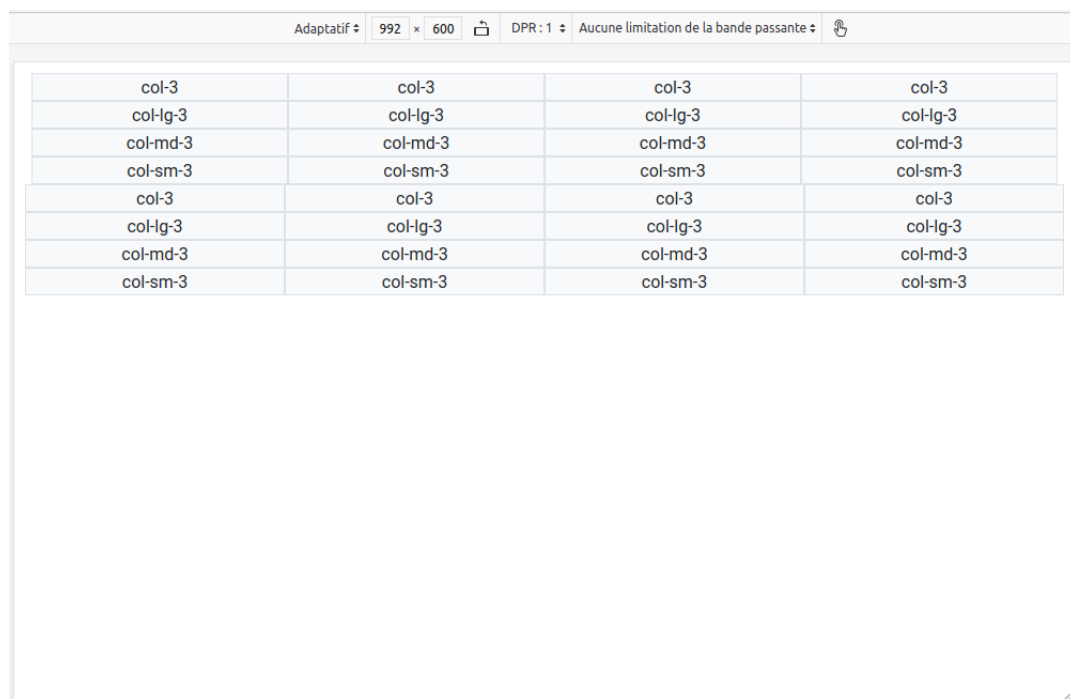 Adaptatif 992 × 600 DPR : 1 Aucune limitation de la bande passante
col-3 col-3 col-3 col-3
col-lg-3 col-lg-3 col-lg-3 col-lg-3
col-md-3 col-md-3 col-md-3 col-md-3
col-sm-3 col-sm-3 col-sm-3 col-sm-3
col-3 col-3 col-3 col-3
col-lg-3 col-lg-3 col-lg-3 col-lg-3
col-md-3 col-md-3 col-md-3 col-md-3
col-sm-3 col-sm-3 col-sm-3 col-sm-3